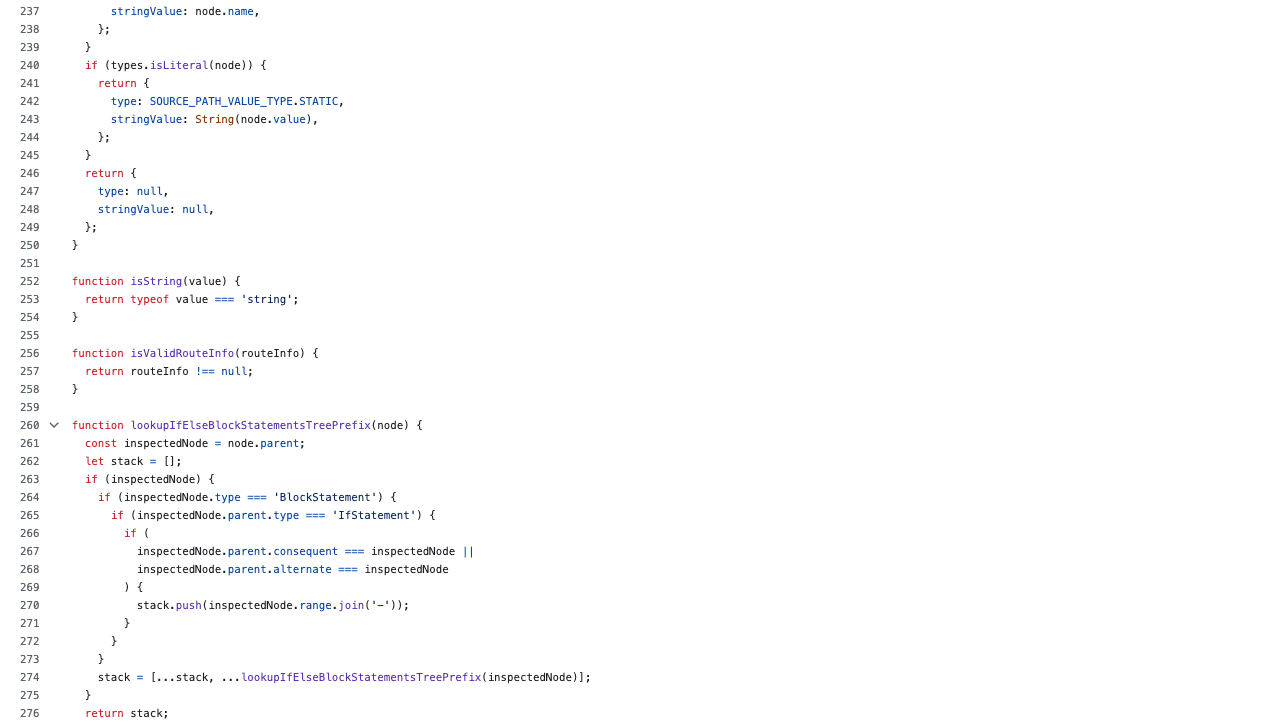 237 stringValue: node.name,
238 };
239 }
240 if (types.isLiteral(node)) {
241 return {
242 type: SOURCE_PATH_VALUE_TYPE.STATIC,
243 stringValue: String(node.value),
244 };
245 }
246 return {
247 type: null,
248 stringValue: null,
249 };
250 }
251
252 function isString(value) {
253 return typeof value === 'string';
254 }
255
256 function isValidRouteInfo(routeInfo) {
257 return routeInfo !== null;
258 }
259
260 function lookupIfElseBlockStatementsTreePrefix(node) {
261 const inspectedNode = node.parent;
262 let stack = [];
263 if (inspectedNode) {
264 if (inspectedNode.type === 'BlockStatement') {
265 if (inspectedNode.parent.type === 'IfStatement') {
266 if (
267 inspectedNode.parent.consequent === inspectedNode ||
268 inspectedNode.parent.alternate === inspectedNode
269 ) {
270 stack.push(inspectedNode.range.join('-'));
271 }
272 }
273 }
274 stack = [...stack, ...lookupIfElseBlockStatementsTreePrefix(inspectedNode)];
275 }
276 return stack;